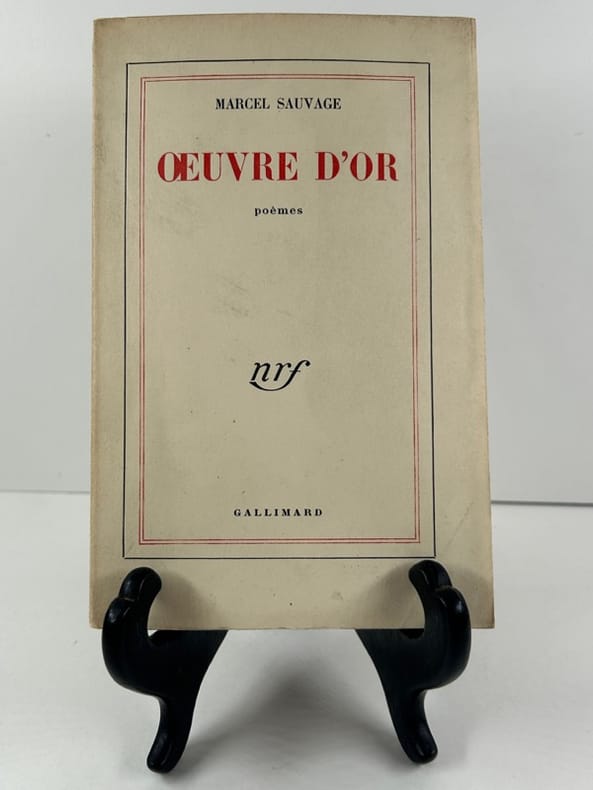 MARCEL SAUVAGE
ŒUVRE D'OR
poèmes
nrf
GALLIMARD